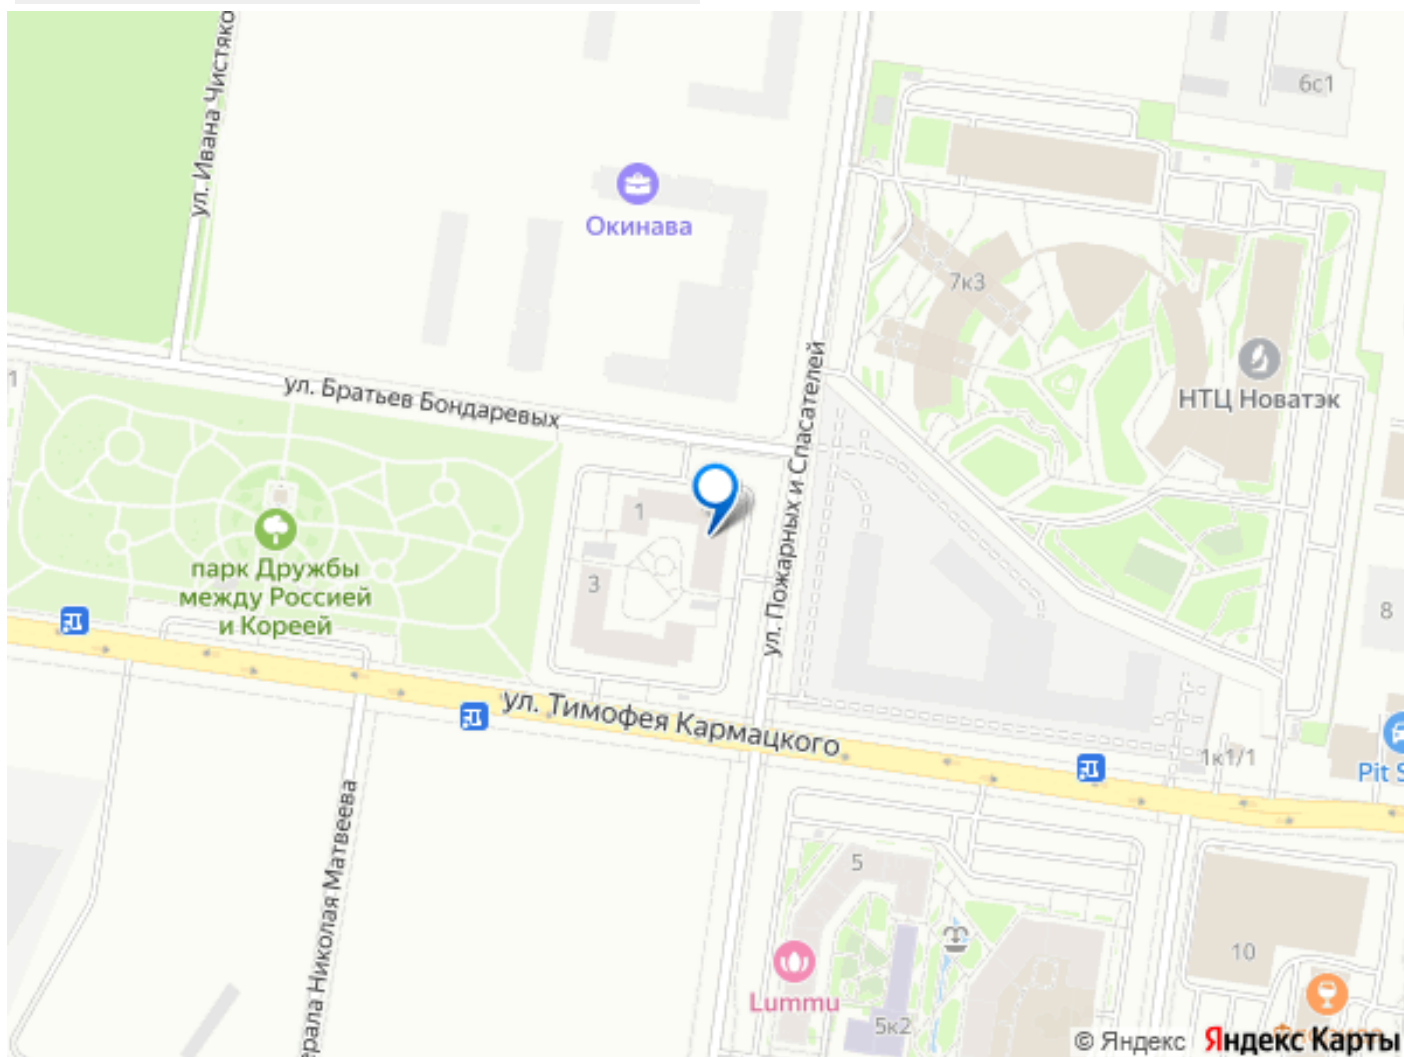 ул. Ивана Чистяко
6с1
Окинава
7к3
НТЦ Новатэк
1
ул. Братьев Бондаревых
ул. Пожарных и Спасателей
1
парк Дружбы
между Россией
и Кореей
3
8
ул. Тимофея Кармацкого
1к1/1
Pit S
ерала Николая Матвеева
5
10
Lummu
5к2
© Яндекс Яндекс Карты